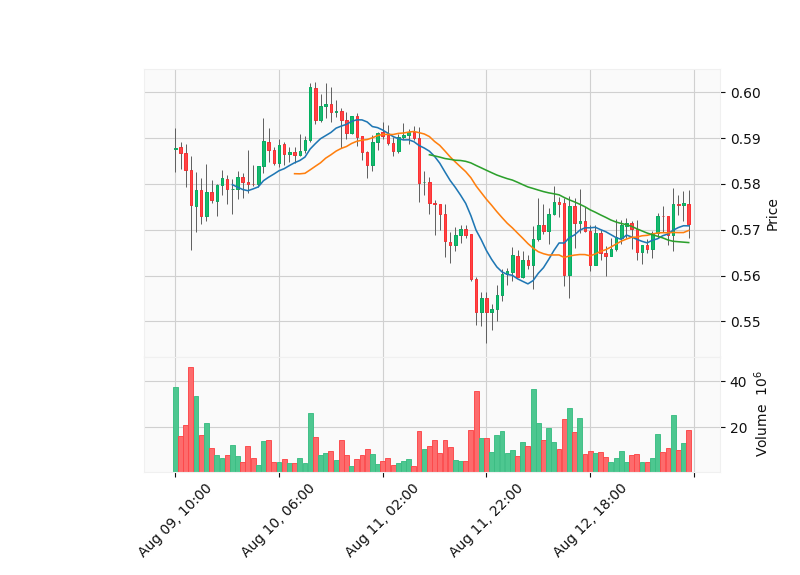 0.60
0.59
0.58
0.57
0.56
0.55
Price
40
20
Volume 10^6
Aug 09, 10:00
Aug 10, 06:00
Aug 11, 02:00
Aug 11, 22:00
Aug 12, 18:00